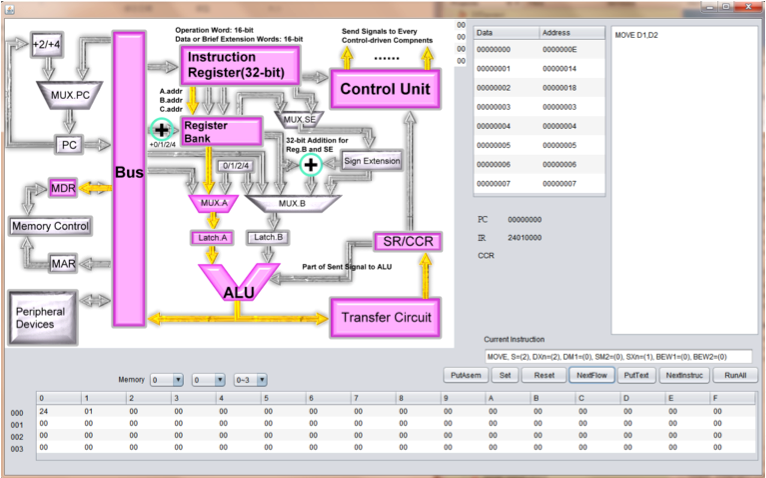 Operation Word: 16-bit
Data or Brief Extension Words: 16-bit
Send Signals to Every
Control-driven Compnents
......
+2/+4
MUX.PC
PC
MDR
Memory Control
MAR
Peripheral
Devices
Bus
Instruction
Register(32-bit)
A.addr
B.addr
C.addr
Register
Bank
+0/1/2/4
MUX.SE
Control Unit
32-bit Addition for
Reg.B and SE
0/1/2/4
Sign Extension
MUX.A
MUX.B
Latch.A
Latch.B
SR/CCR
Part of Sent Signal to ALU
ALU
Transfer Circuit
00
00
00
00
Data Address
00000000 0000000E
00000001 00000014
00000002 00000018
00000003 00000003
00000004 00000004
00000005 00000005
00000006 00000006
00000007 00000007
PC 00000000
IR 24010000
CCR
MOVE D1,D2
Current Instruction
MOVE, S=(2), DXn=(2), DM1=(0), SM2=(0), SXn=(1), BEW1=(0), BEW2=(0)
PutAsem Set Reset NextFlow PutText NextInstruc RunAll
Memory 0 0 0~3
0 1 2 3 4 5 6 7 8 9 A B C D E F
000 24 01 00 00 00 00 00 00 00 00 00 00 00 00 00 00
001 00 00 00 00 00 00 00 00 00 00 00 00 00 00 00 00
002 00 00 00 00 00 00 00 00 00 00 00 00 00 00 00 00
003 00 00 00 00 00 00 00 00 00 00 00 00 00 00 00 00